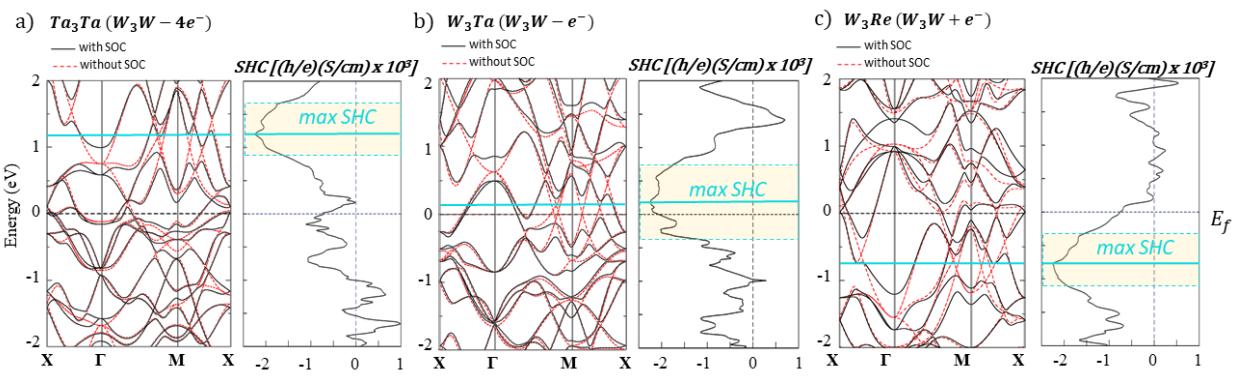 a) Ta₃Ta (W₃W − 4e⁻)
with SOC
without SOC
SHC [(h/e)(S/cm) x 10³]
max SHC
Energy (eV)
2
1
0
-1
-2
X Γ M X
-2 -1 0 1
b) W₃Ta (W₃W − e⁻)
with SOC
without SOC
SHC [(h/e)(S/cm) x 10³]
max SHC
2
1
0
-1
-2
X Γ M X
-2 -1 0 1
c) W₃Re (W₃W + e⁻)
with SOC
without SOC
SHC [(h/e)(S/cm) x 10³]
max SHC
2
1
0
-1
-2
X Γ M X
-2 -1 0 1
E_f